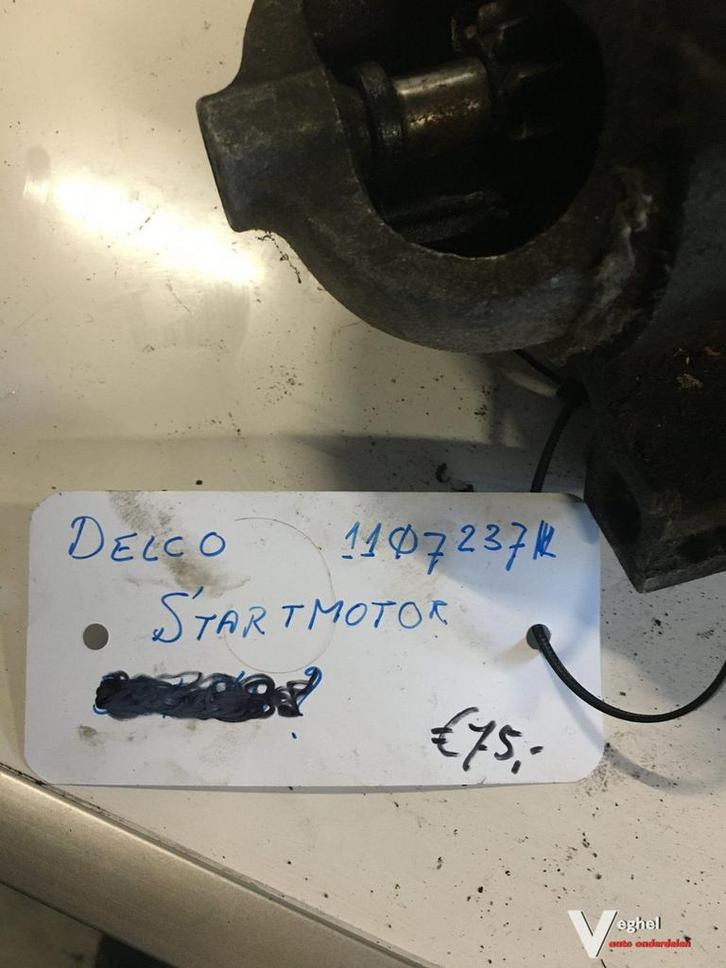 DELCO 1107237
STARTMOTOR
?
€75,-
Veghel
auto onderdelen